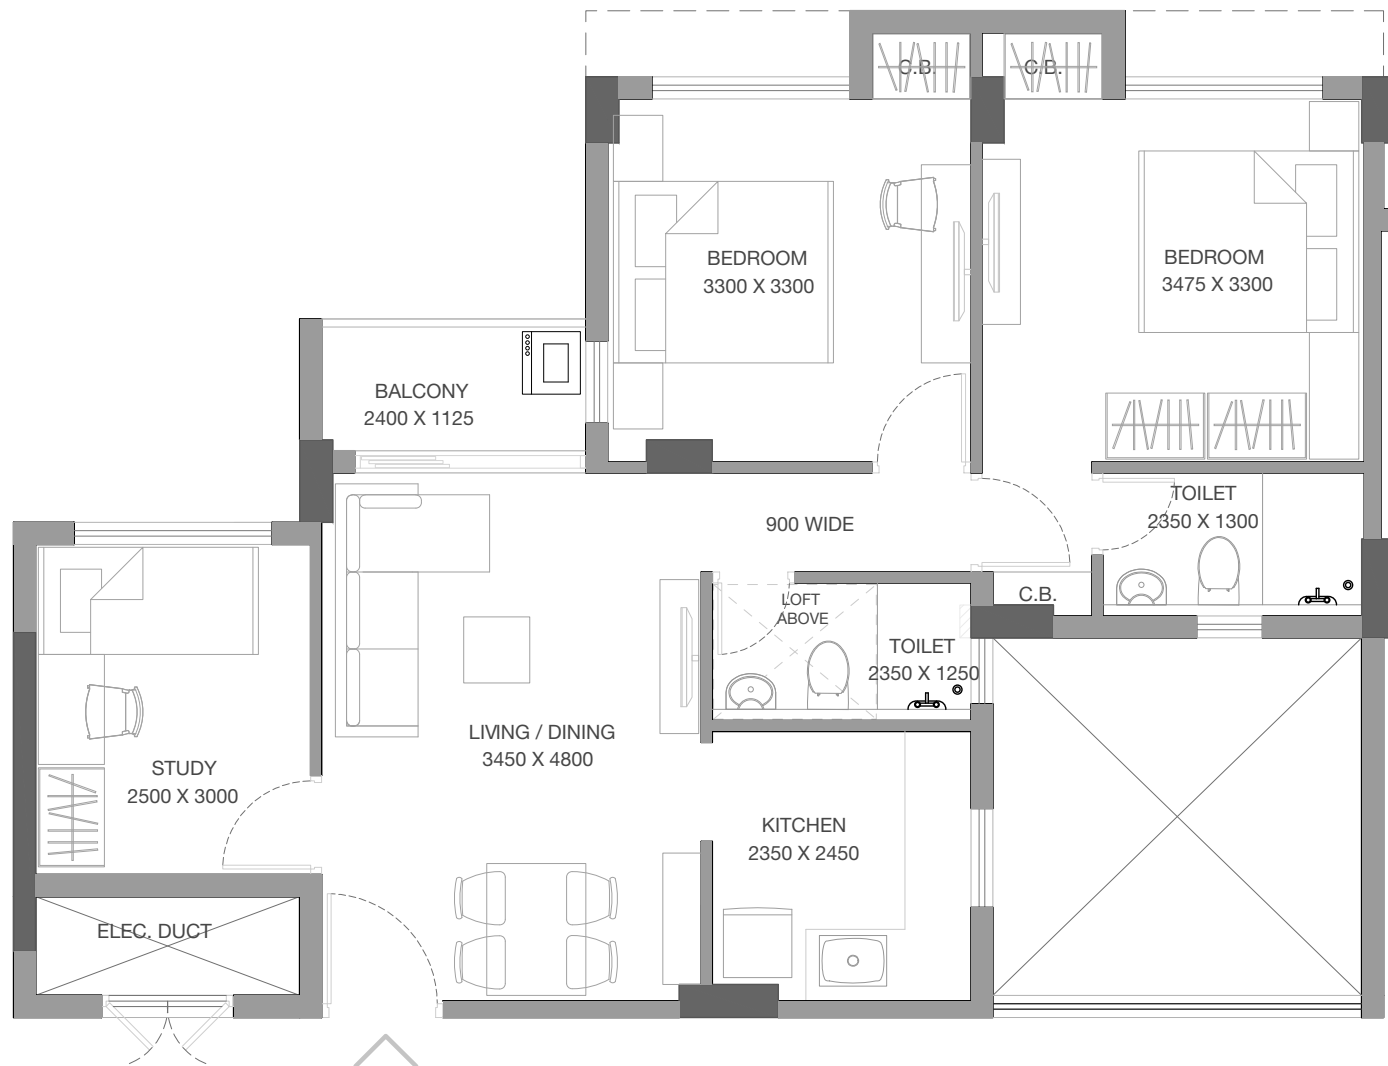 C.B.
C.B.
BEDROOM
3300 X 3300
BEDROOM
3475 X 3300
BALCONY
2400 X 1125
900 WIDE
TOILET
2350 X 1300
LOFT
ABOVE
C.B.
TOILET
2350 X 1250
LIVING / DINING
3450 X 4800
STUDY
2500 X 3000
KITCHEN
2350 X 2450
ELEC. DUCT